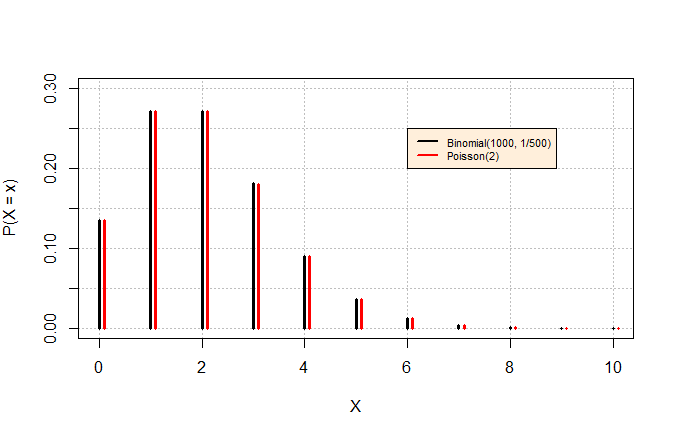 0.30
0.20
0.10
0.00
P(X = x)
Binomial(1000, 1/500)
Poisson(2)
0 2 4 6 8 10
X